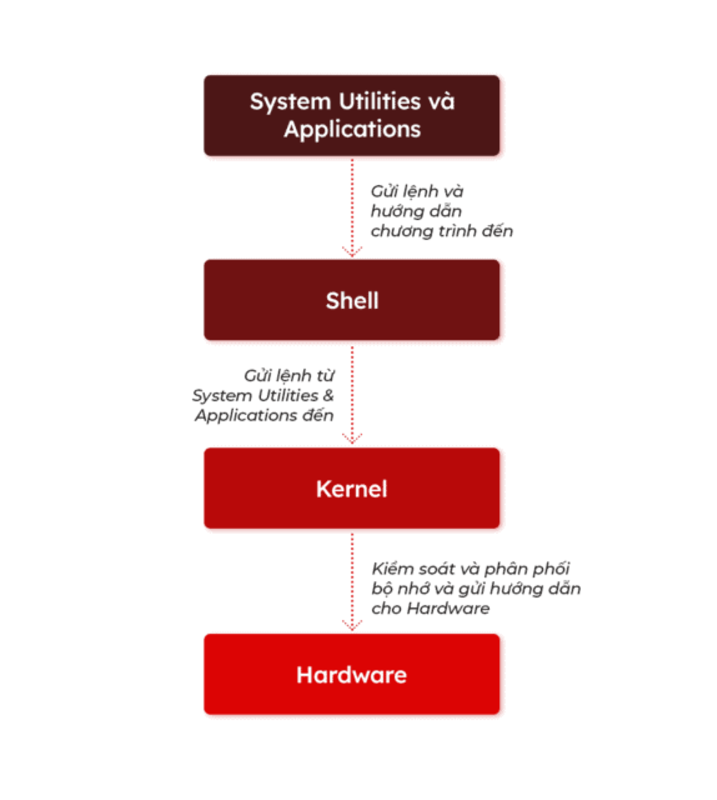 System Utilities và
Applications
Gửi lệnh và
hướng dẫn
chương trình đến
Shell
Gửi lệnh từ
System Utilities &
Applications đến
Kernel
Kiểm soát và phân phối
bộ nhớ và gửi hướng dẫn
cho Hardware
Hardware